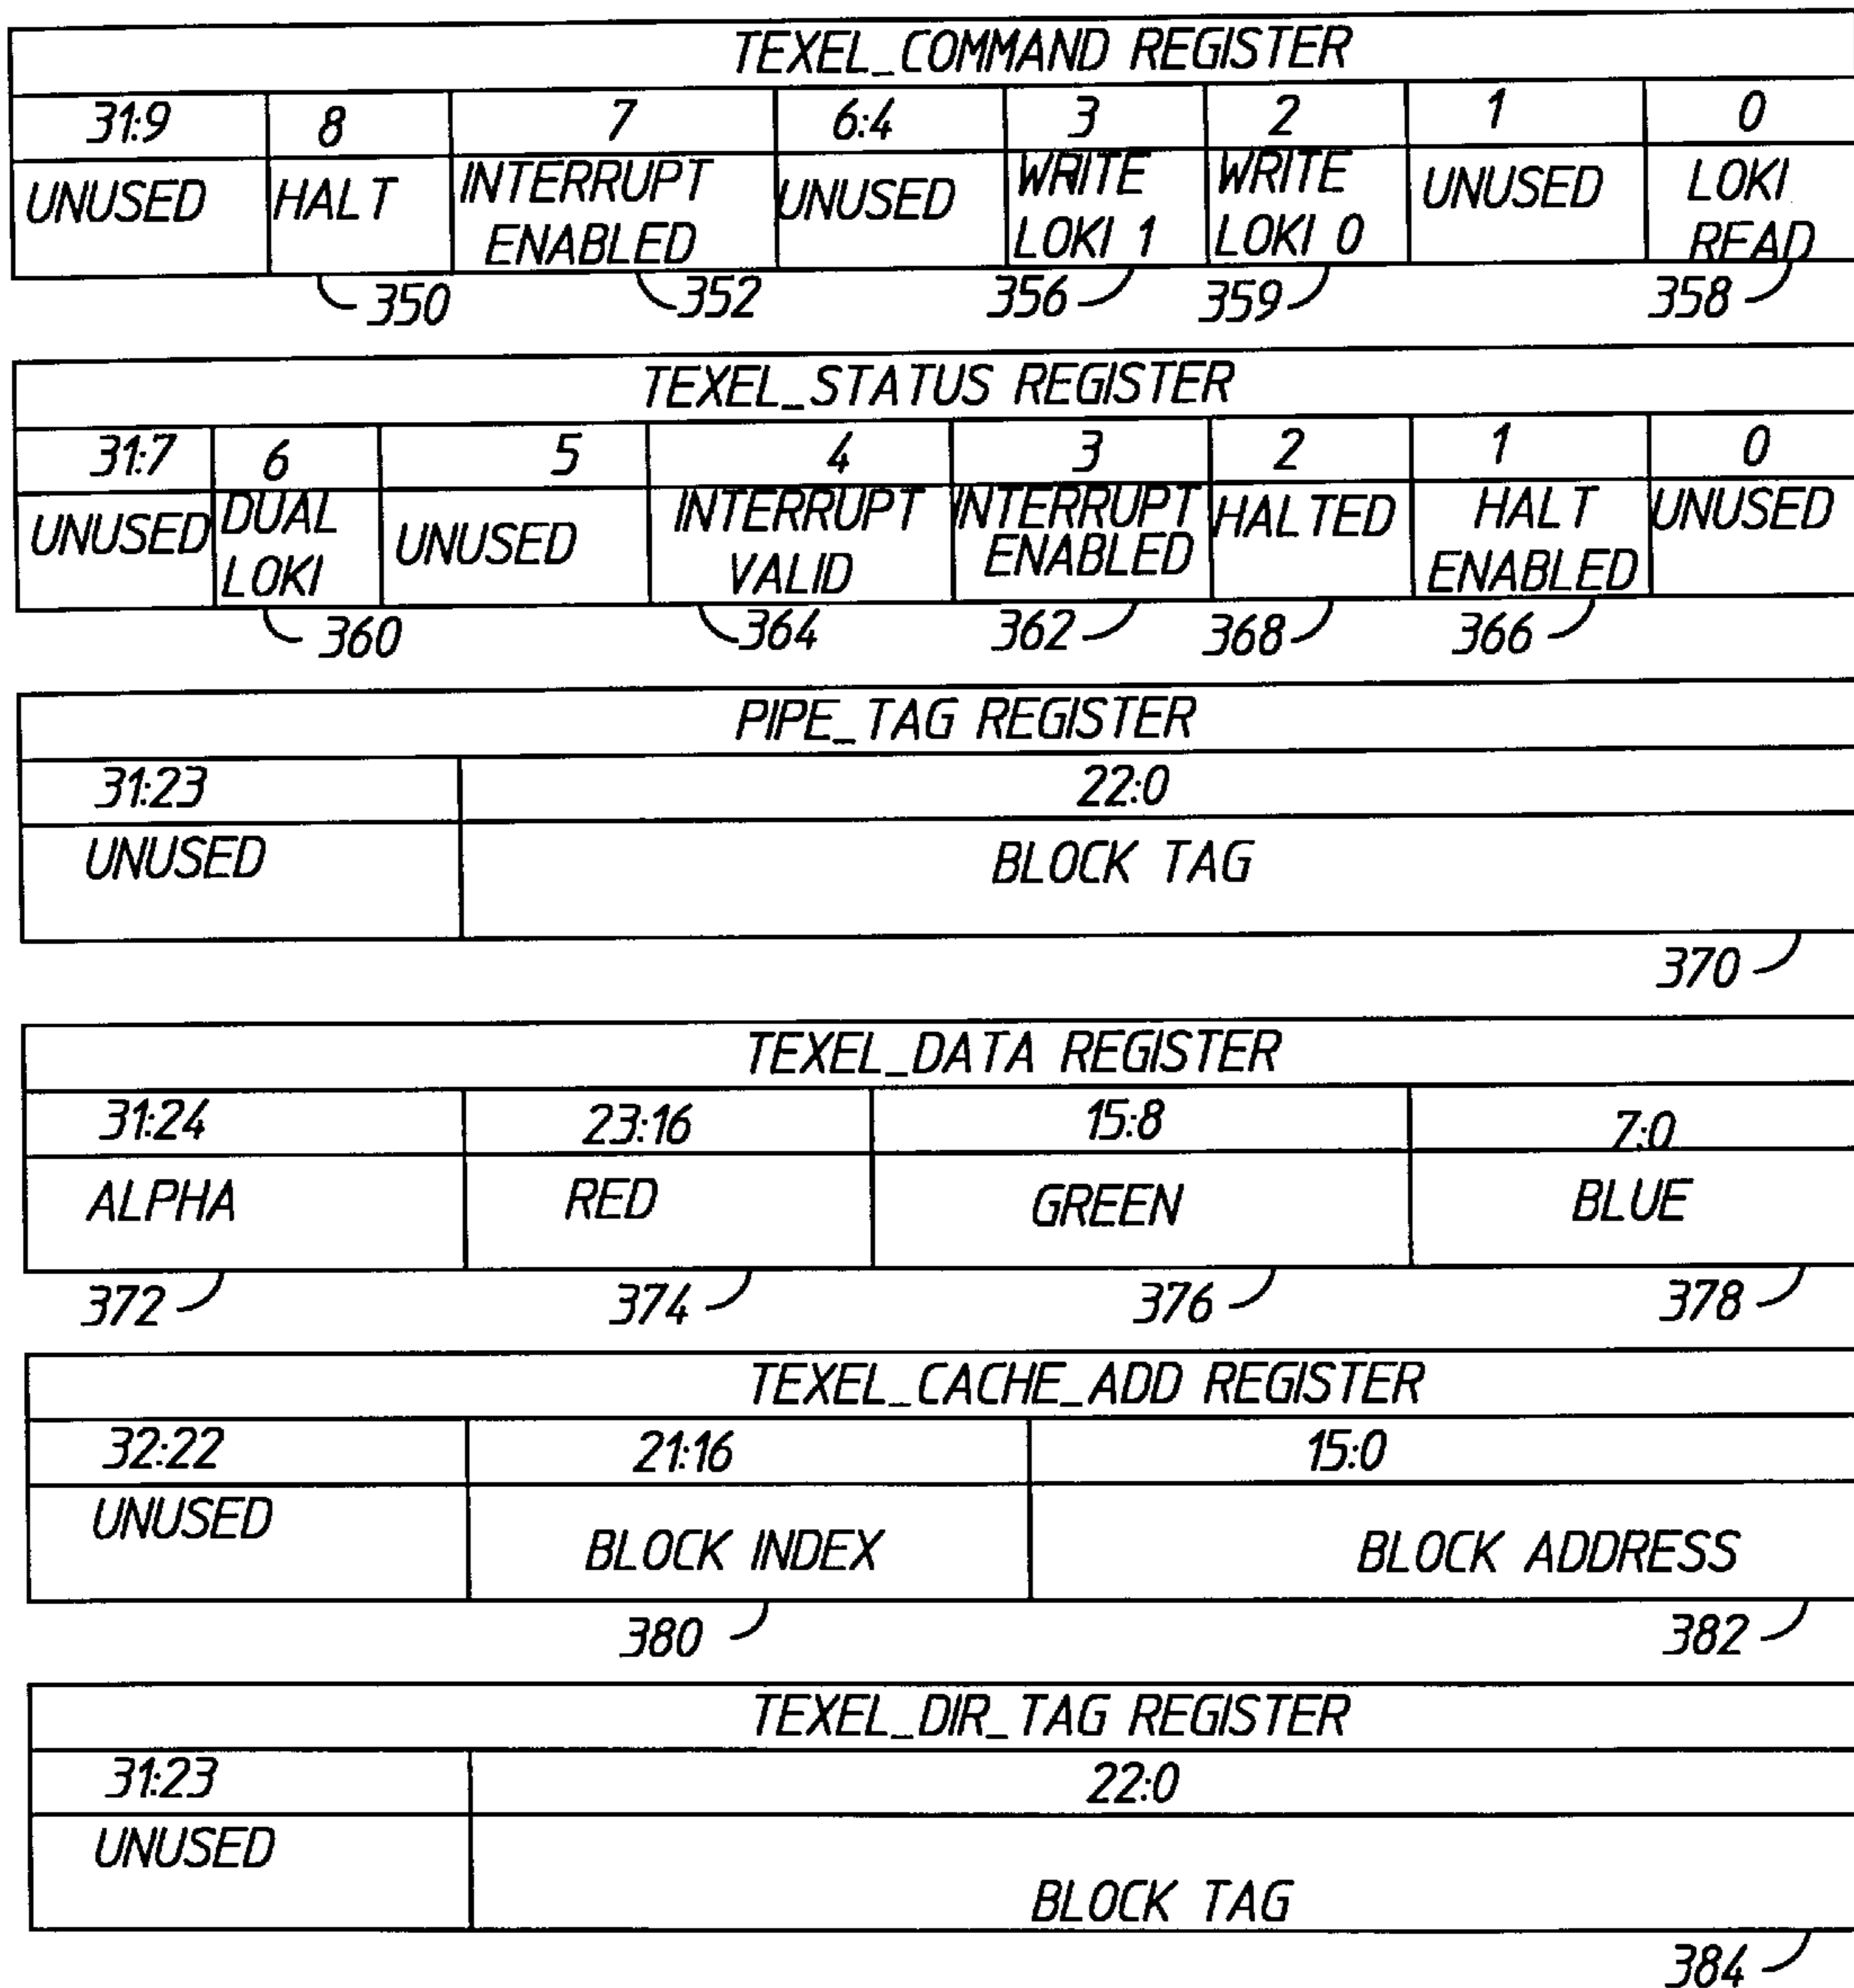 TEXEL_COMMAND REGISTER
31:9 8 7 6:4 3 2 1 0
UNUSED HALT INTERRUPT ENABLED UNUSED WRITE LOKI 1 WRITE LOKI 0 UNUSED LOKI READ
350 352 356 359 358
TEXEL_STATUS REGISTER
31:7 6 5 4 3 2 1 0
UNUSED DUAL LOKI UNUSED INTERRUPT VALID INTERRUPT ENABLED HALTED HALT ENABLED UNUSED
360 364 362 368 366
PIPE_TAG REGISTER
31:23 22:0
UNUSED BLOCK TAG
370
TEXEL_DATA REGISTER
31:24 23:16 15:8 7:0
ALPHA RED GREEN BLUE
372 374 376 378
TEXEL_CACHE_ADD REGISTER
32:22 21:16 15:0
UNUSED BLOCK INDEX BLOCK ADDRESS
380 382
TEXEL_DIR_TAG REGISTER
31:23 22:0
UNUSED BLOCK TAG
384